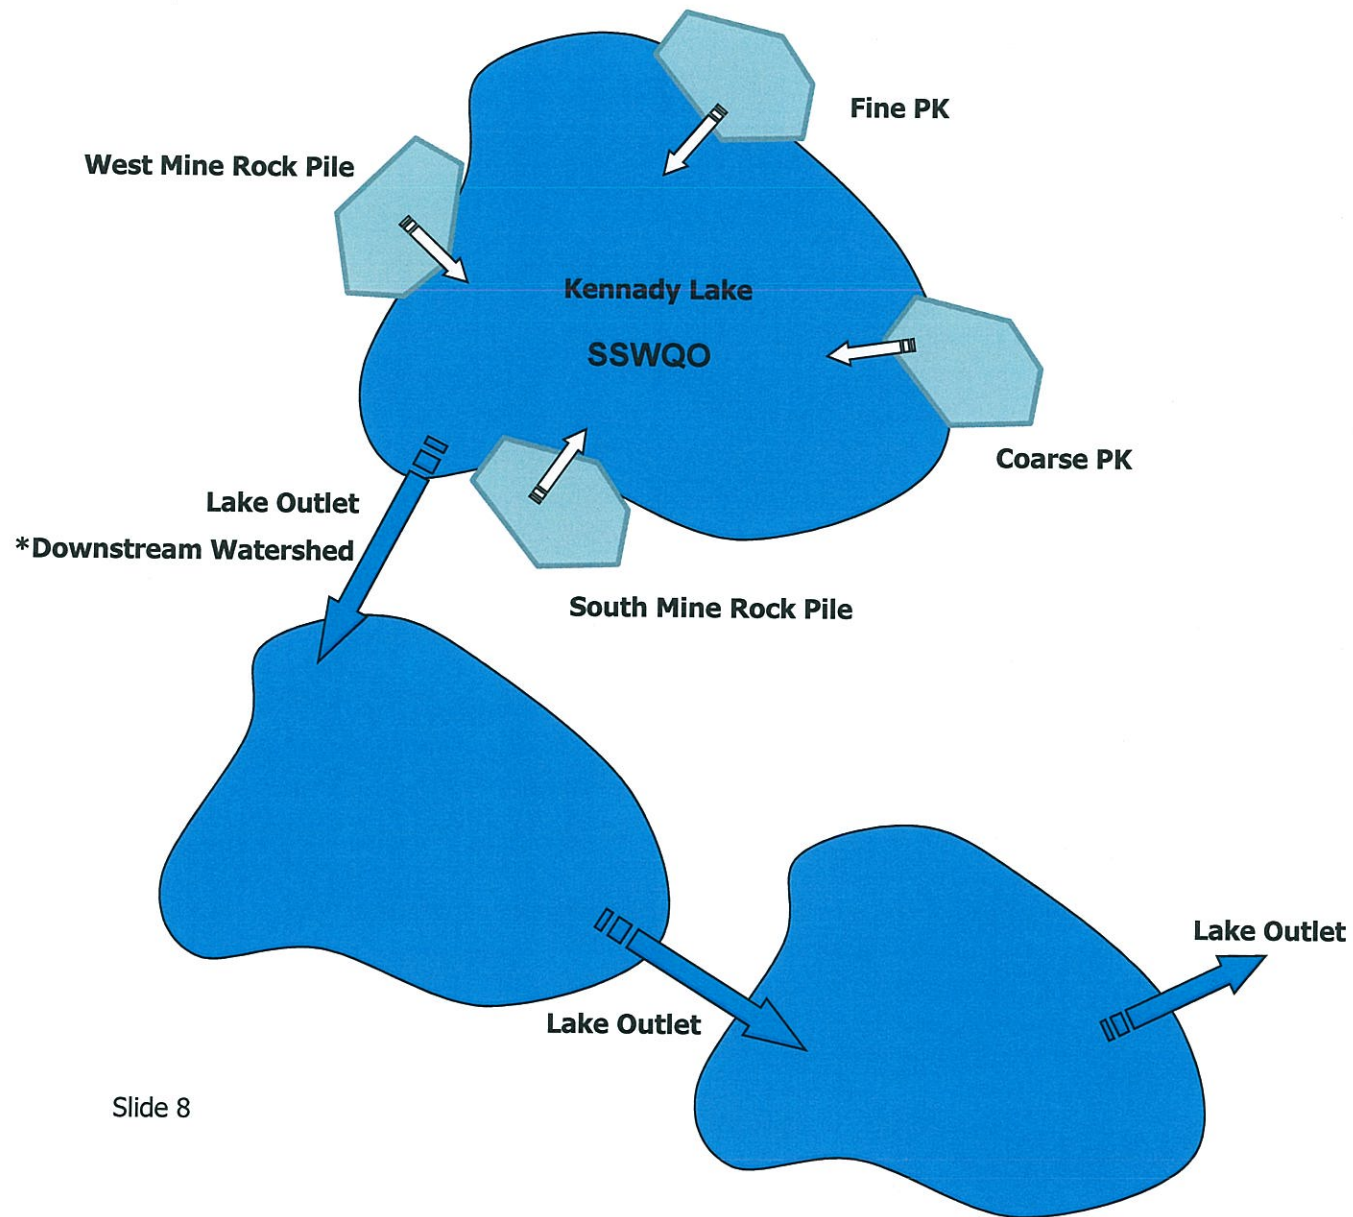 Fine PK
West Mine Rock Pile
Kennady Lake
SSWQO
Coarse PK
Lake Outlet
*Downstream Watershed
South Mine Rock Pile
Lake Outlet
Lake Outlet
Slide 8